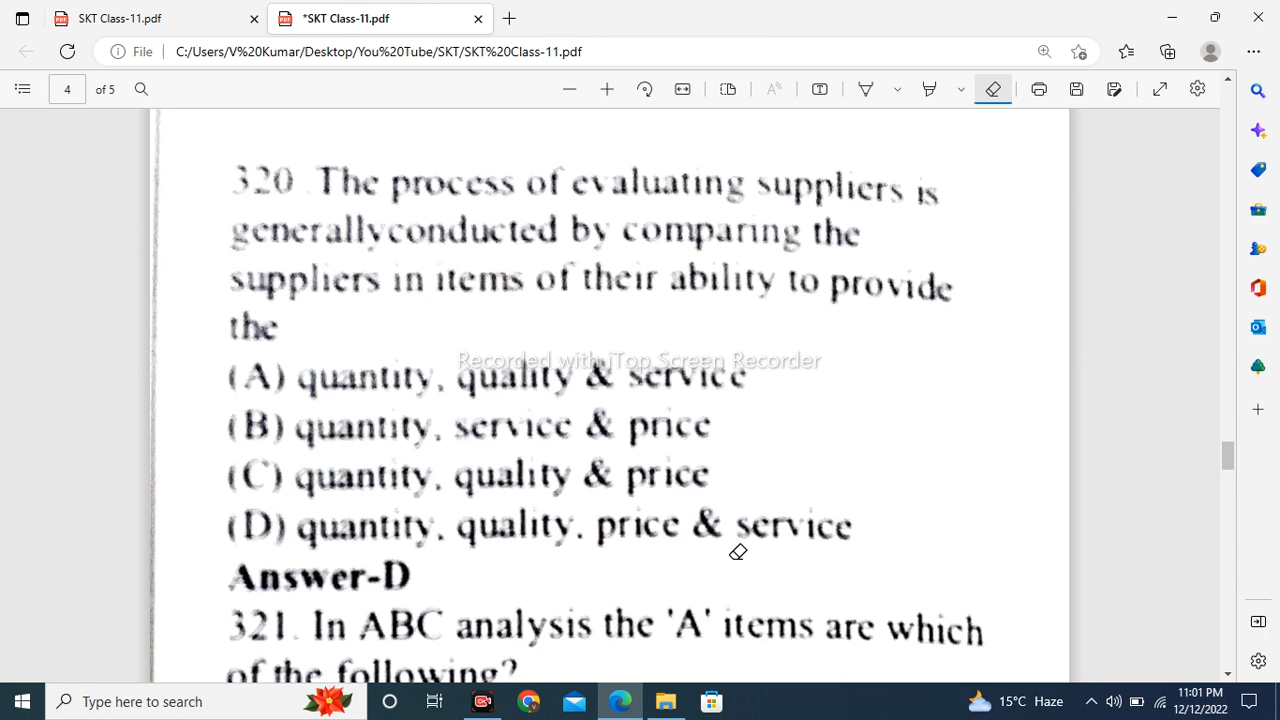 SKT Class-11.pdf
*SKT Class-11.pdf
File C:/Users/V%20Kumar/Desktop/You%20Tube/SKT/SKT%20Class-11.pdf
4 of 5
320 .The process of evaluating suppliers is
generallyconducted by comparing the
suppliers in items of their ability to provide
the
Recorded with iTop Screen Recorder
(A) quantity, quality & service
(B) quantity, service & price
(C) quantity, quality & price
(D) quantity, quality, price & service
Answer-D
321. In ABC analysis the 'A' items are which
of the following?
Type here to search
15°C Haze
11:01 PM
12/12/2022